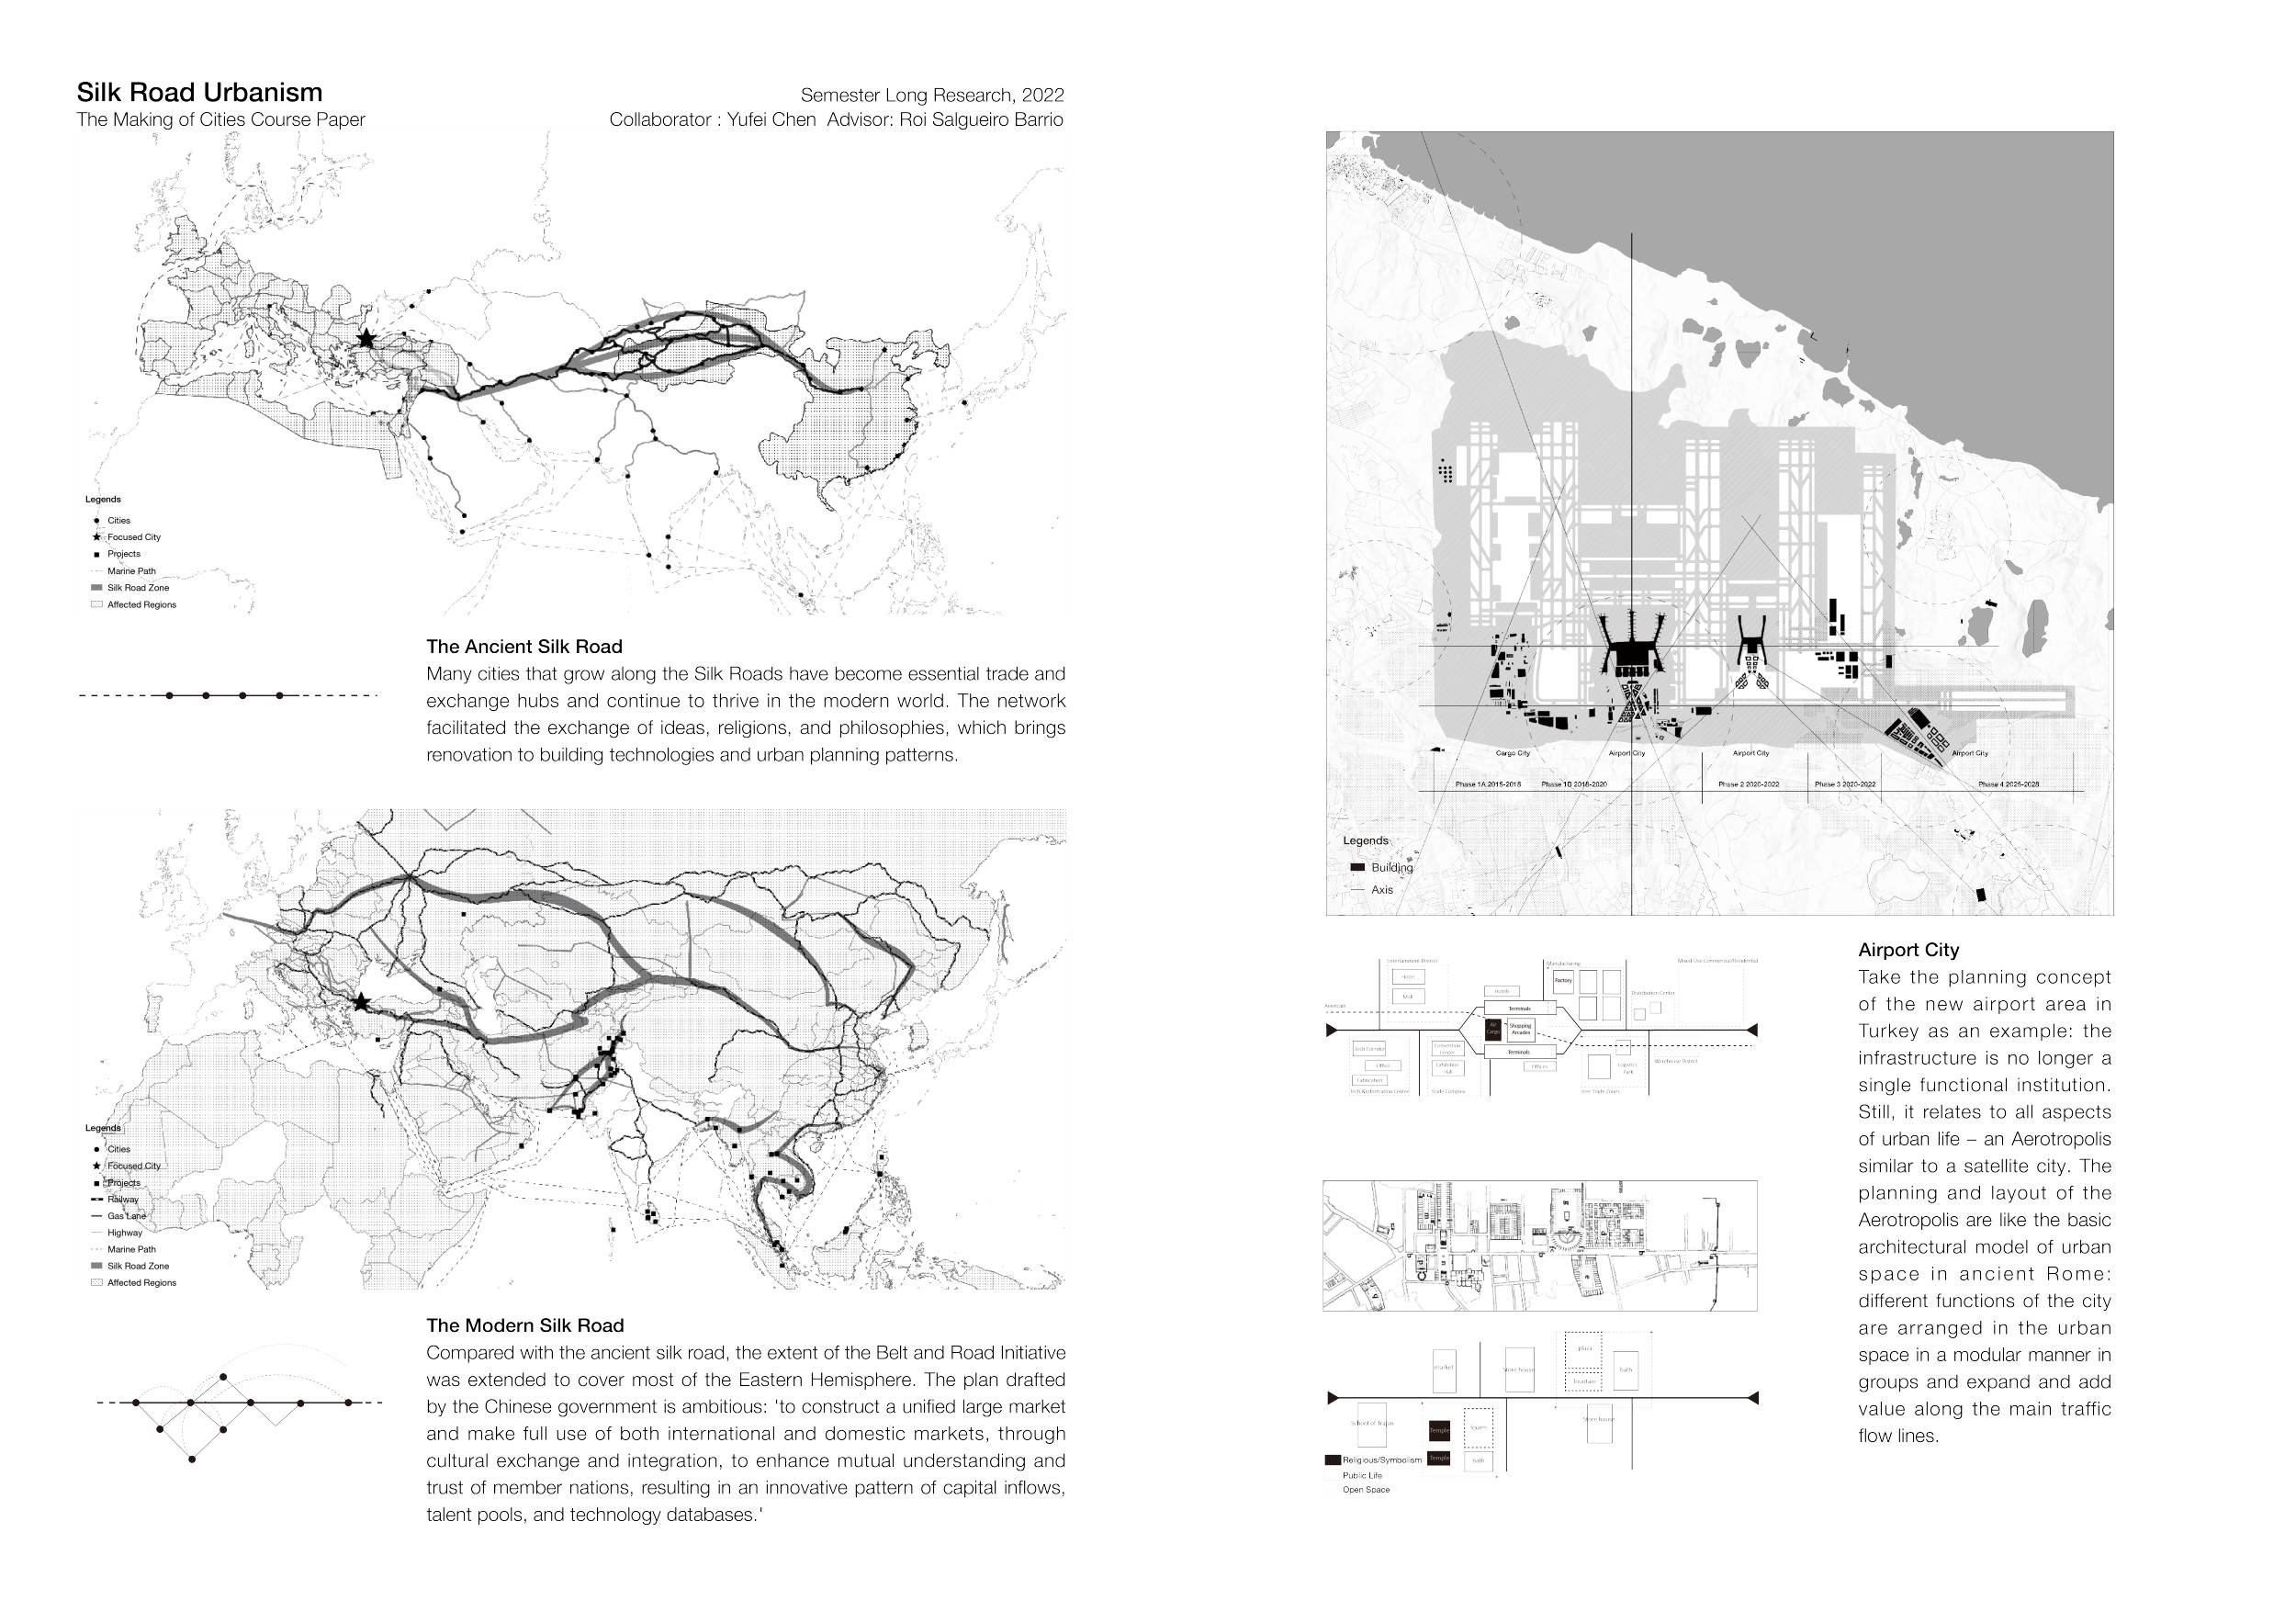 Silk Road Urbanism
The Making of Cities Course Paper
Semester Long Research, 2022
Collaborator : Yufei Chen  Advisor: Roi Salgueiro Barrio
Legends
Cities
Focused City
Projects
Marine Path
Silk Road Zone
Affected Regions
The Ancient Silk Road
Many cities that grow along the Silk Roads have become essential trade and
exchange hubs and continue to thrive in the modern world. The network
facilitated the exchange of ideas, religions, and philosophies, which brings
renovation to building technologies and urban planning patterns.
Legends
Cities
Focused City
Projects
Railway
Gas Lane
Highway
Marine Path
Silk Road Zone
Affected Regions
The Modern Silk Road
Compared with the ancient silk road, the extent of the Belt and Road Initiative
was extended to cover most of the Eastern Hemisphere. The plan drafted
by the Chinese government is ambitious: 'to construct a unified large market
and make full use of both international and domestic markets, through
cultural exchange and integration, to enhance mutual understanding and
trust of member nations, resulting in an innovative pattern of capital inflows,
talent pools, and technology databases.'
Cargo City
Airport City
Airport City
Airport City
Phase 1A 2015-2018
Phase 1B 2018-2020
Phase 2 2020-2022
Phase 3 2020-2022
Phase 4 2025-2028
Legends
Building
Axis
Entertainment District
Hotel
Mall
Hotels
Manufacturing
Factory
Mixed Use Commercial/Residential
Distribution Center
Terminals
Air
Cargo
Shopping
Arcades
Terminals
Tech Corridor
Office
Fabrication
Convention
Center
Exhibition
Hall
Trade Complex
Offices
Logistics
Park
Free Trade Zones
Warehouse District
market
Store house
plaza
fountain
bath
Temple
Temple
forum
bath
Store house
Religious/Symbolism
Public Life
Open Space
Airport City
Take the planning concept
of the new airport area in
Turkey as an example: the
infrastructure is no longer a
single functional institution.
Still, it relates to all aspects
of urban life – an Aerotropolis
similar to a satellite city. The
planning and layout of the
Aerotropolis are like the basic
architectural model of urban
space in ancient Rome:
different functions of the city
are arranged in the urban
space in a modular manner in
groups and expand and add
value along the main traffic
flow lines.